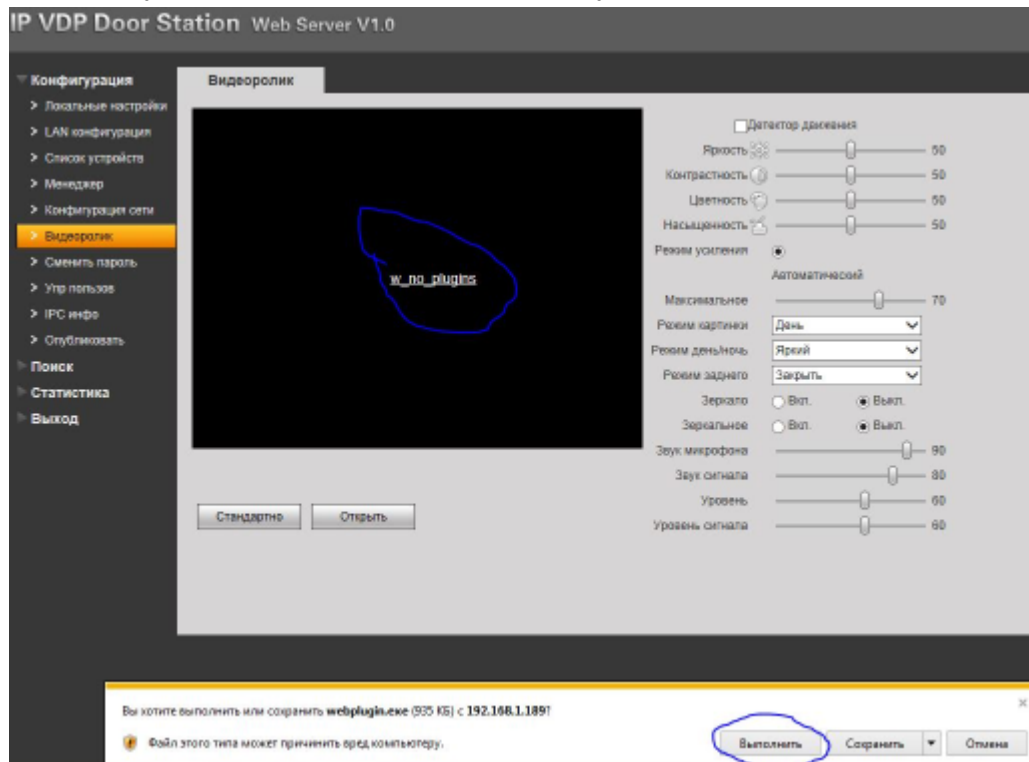 IP VDP Door Station Web Server V1.0
Конфигурация
Локальные настройки
LAN конфигурация
Список устройств
Менеджер
Конфигурация сети
Видеоролик
Сменить пароль
Упр пользов
IPC инфо
Опубликовать
Поиск
Статистика
Выход
Видеоролик
w_no_plugins
Стандартно Открыть
Детектор движения
Яркость 50
Контрастность 50
Цветность 50
Насыщенность 50
Режим усиления
Автоматический
Максимальное 70
Режим картинки День
Режим день/ночь Яркий
Режим заднего Закрыть
Зеркало Вкл. Выкл.
Зеркальное Вкл. Выкл.
Звук микрофона 90
Звук сигнала 80
Уровень 60
Уровень сигнала 60
Вы хотите выполнить или сохранить webplugin.exe (935 КБ) с 192.168.1.189?
Файл этого типа может причинить вред компьютеру.
Выполнить Сохранить Отмена